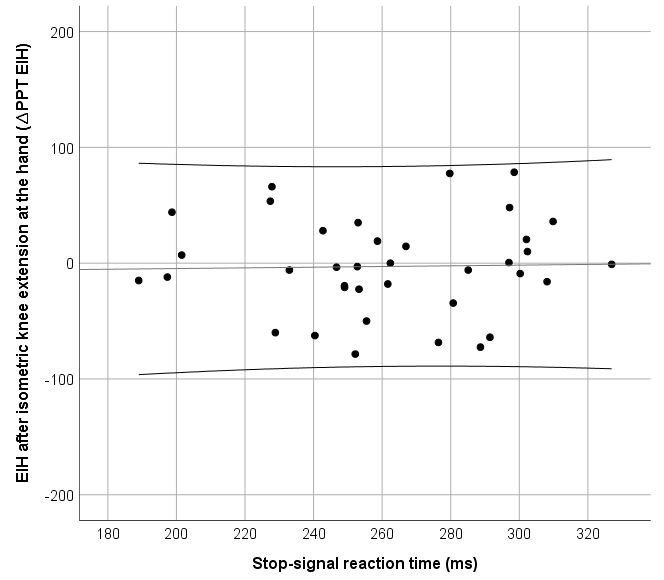 EIH after isometric knee extension at the hand (△PPT EIH)
200
100
0
-100
-200
180 200 220 240 260 280 300 320
Stop-signal reaction time (ms)